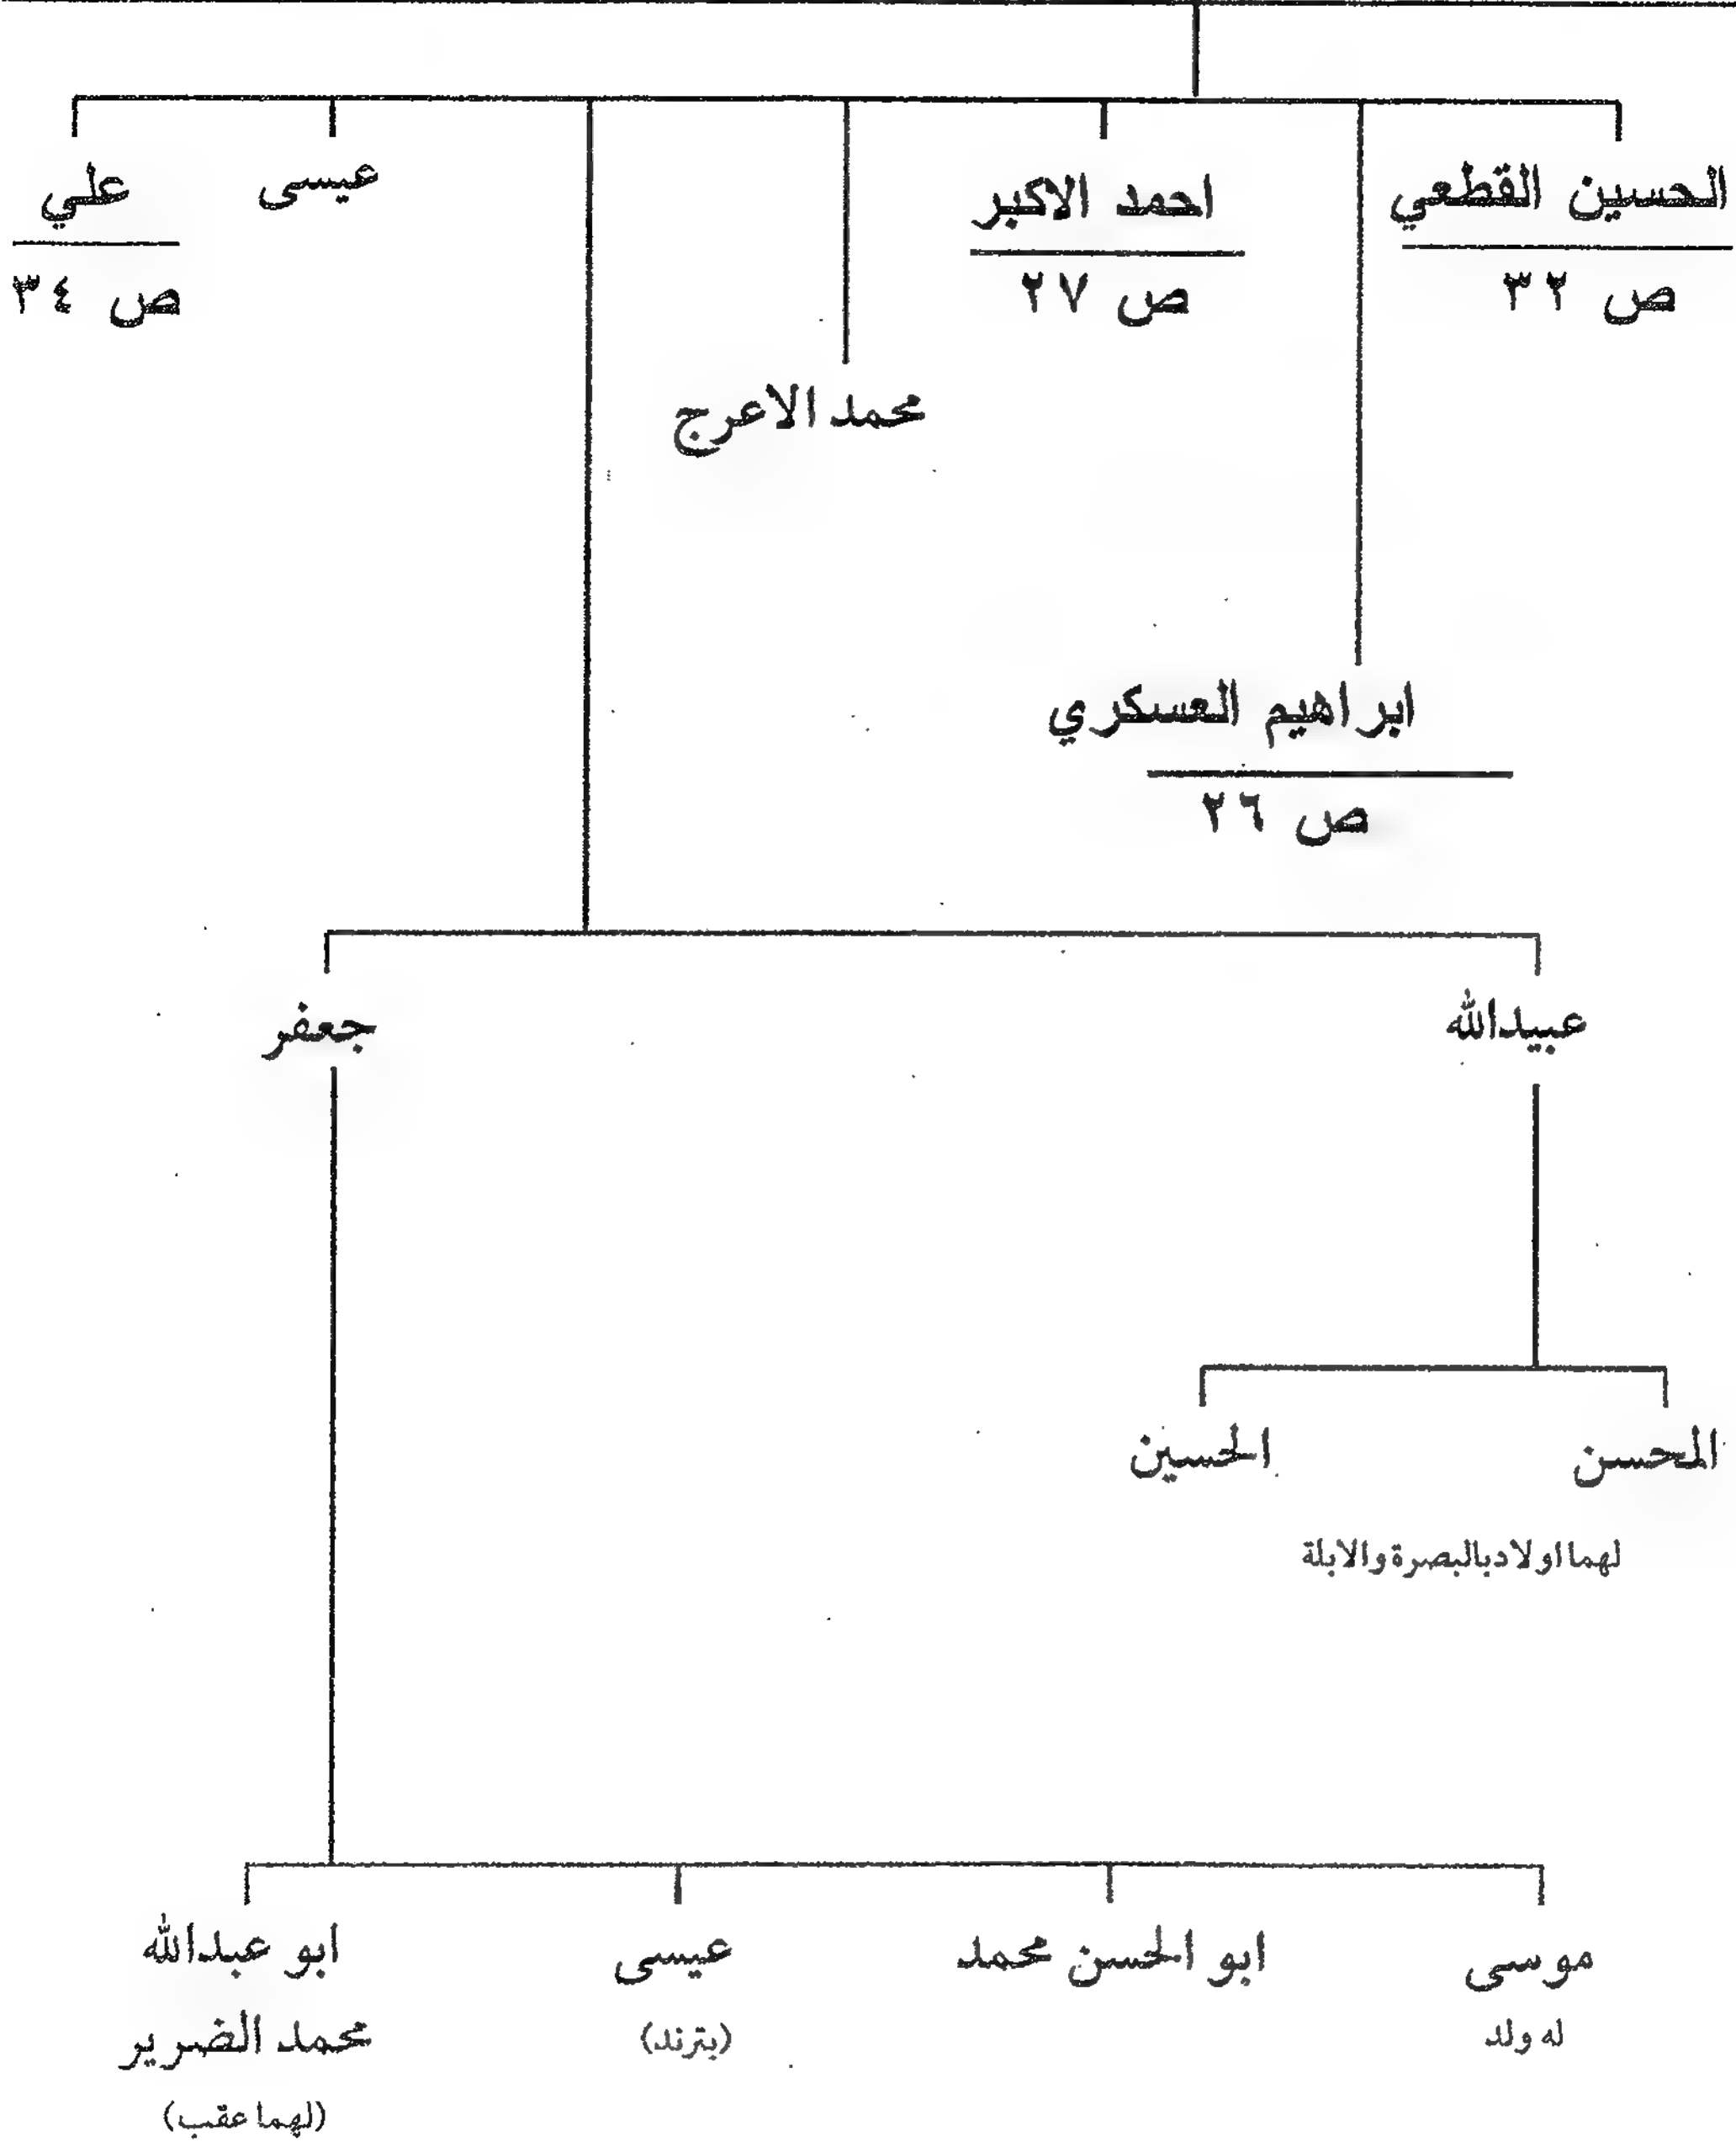 الحسين القطعي
ص ٣٢
احمد الاكبر
ص ٢٧
عيسى
علي
ص ٣٤
محمد الاعرج
ابراهيم العسكري
ص ٢٦
عبيدالله
جعفر
المحسن
الحسين
لهما اولاد بالبصرة والابلة
موسى
له ولد
ابو الحسن محمد
عيسى
(بترند)
ابو عبدالله
محمد الضرير
(لهما عقب)